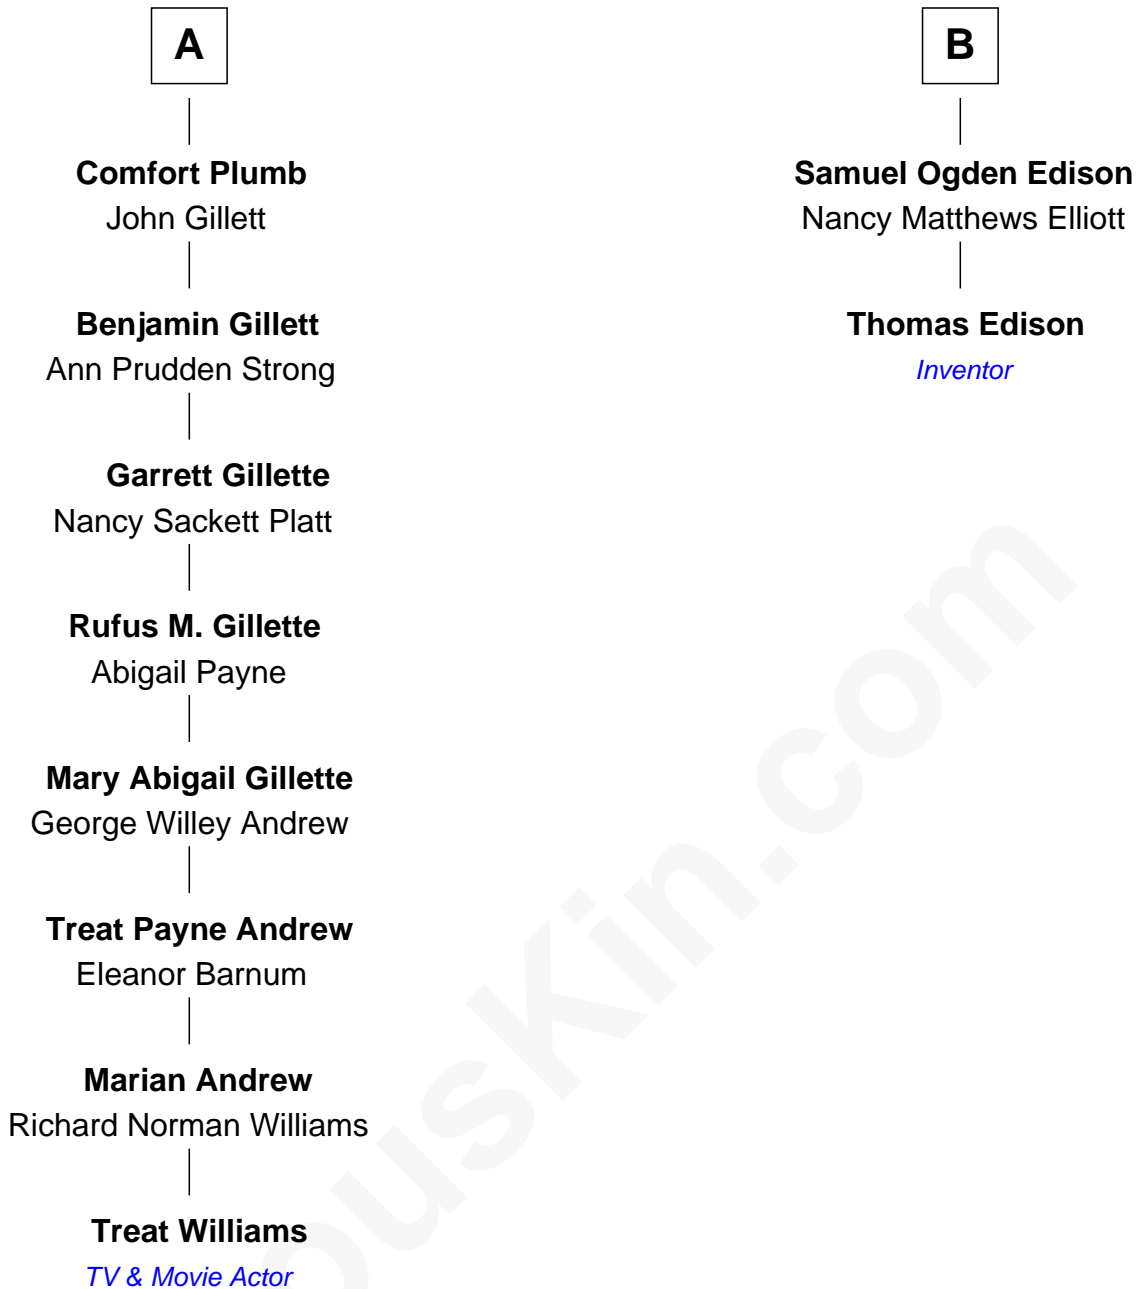 A
Comfort Plumb
John Gillett
Benjamin Gillett
Ann Prudden Strong
Garrett Gillette
Nancy Sackett Platt
Rufus M. Gillette
Abigail Payne
Mary Abigail Gillette
George Willey Andrew
Treat Payne Andrew
Eleanor Barnum
Marian Andrew
Richard Norman Williams
Treat Williams
TV & Movie Actor
B
Samuel Ogden Edison
Nancy Matthews Elliott
Thomas Edison
Inventor
ousKin.com